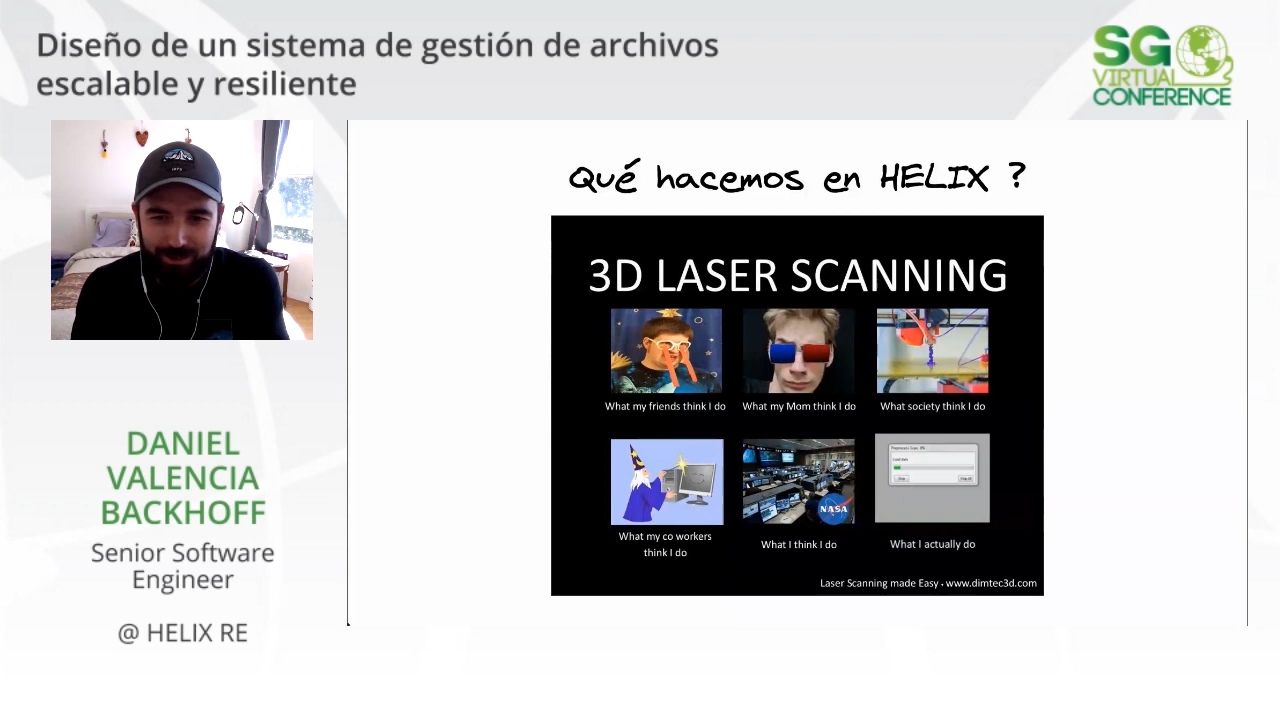 Diseño de un sistema de gestión de archivos
escalable y resiliente
SG
VIRTUAL
CONFERENCE
DANIEL
VALENCIA
BACKHOFF
Senior Software
Engineer
@ HELIX RE
Qué hacemos en HELIX ?
3D LASER SCANNING
What my friends think I do
What my Mom think I do
What society think I do
What my co workers
think I do
NASA
What I think I do
What I actually do
Laser Scanning made Easy • www.dimtec3d.com